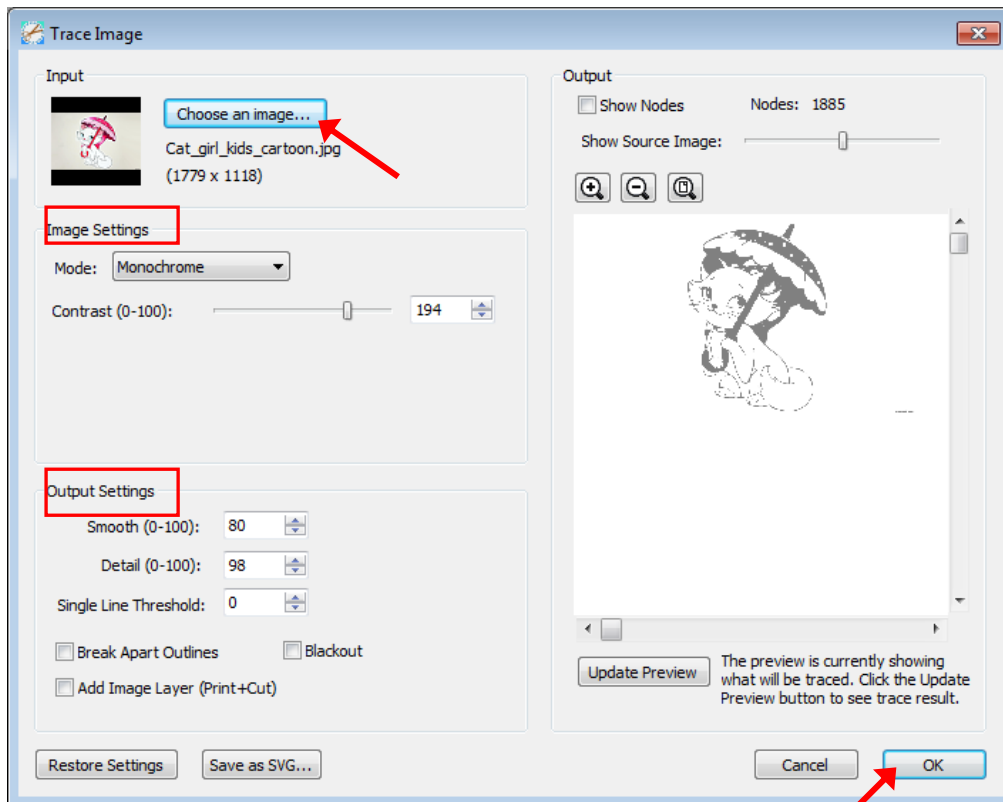 Trace Image
Input
Choose an image...
Cat_girl_kids_cartoon.jpg
(1779 x 1118)
Image Settings
Mode: Monochrome
Contrast (0-100): 194
Output Settings
Smooth (0-100): 80
Detail (0-100): 98
Single Line Threshold: 0
Break Apart Outlines Blackout
Add Image Layer (Print+Cut)
Restore Settings Save as SVG...
Output
Show Nodes Nodes: 1885
Show Source Image:
Update Preview
The preview is currently showing
what will be traced. Click the Update
Preview button to see trace result.
Cancel OK